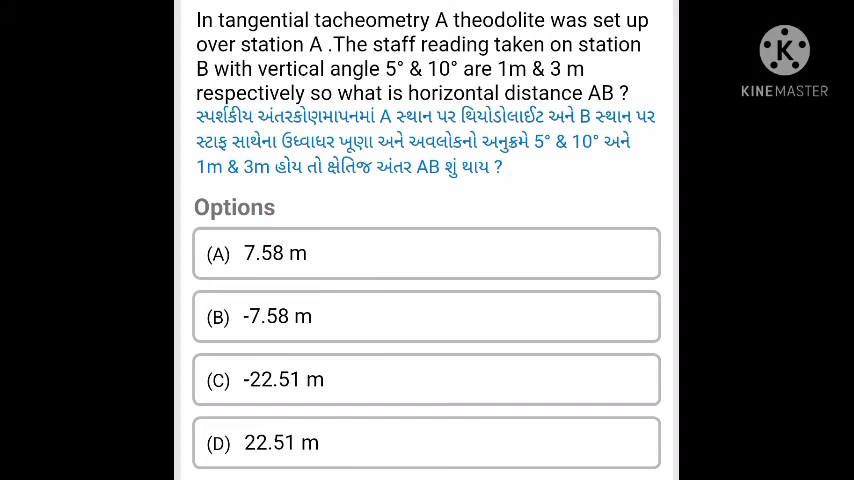 In tangential tacheometry A theodolite was set up
over station A .The staff reading taken on station
B with vertical angle 5° & 10° are 1m & 3 m
respectively so what is horizontal distance AB ?
સ્પર્શકીય અંતરકોણમાપનમાં A સ્થાન પર થિયોડોલાઈટ અને B સ્થાન પર
સ્ટાફ સાથેના ઉધ્વાધર ખૂણા અને અવલોકનો અનુક્રમે 5° & 10° અને
1m & 3m હોય તો ક્ષેતિજ અંતર AB શું થાય ?
Options
(A) 7.58 m
(B) -7.58 m
(C) -22.51 m
(D) 22.51 m
K
KINEMASTER